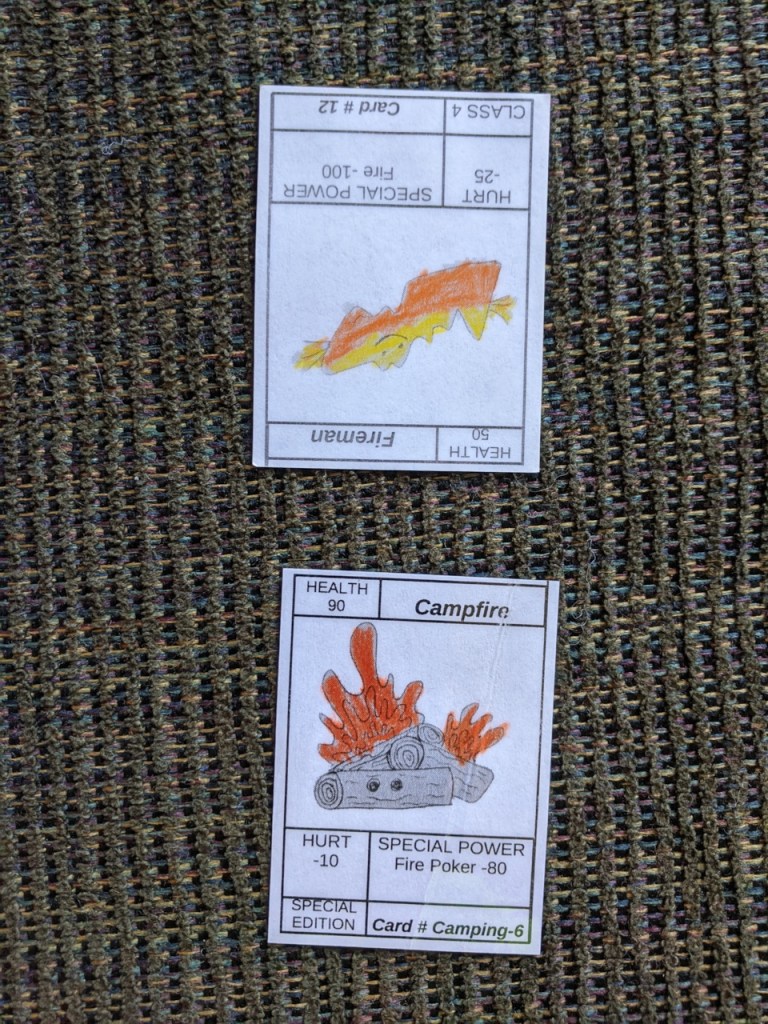 HEALTH
50
Fireman
HURT
-25
SPECIAL POWER
Fire -100
CLASS 4
Card # 12
HEALTH
90
Campfire
HURT
-10
SPECIAL POWER
Fire Poker -80
SPECIAL
EDITION
Card # Camping-6